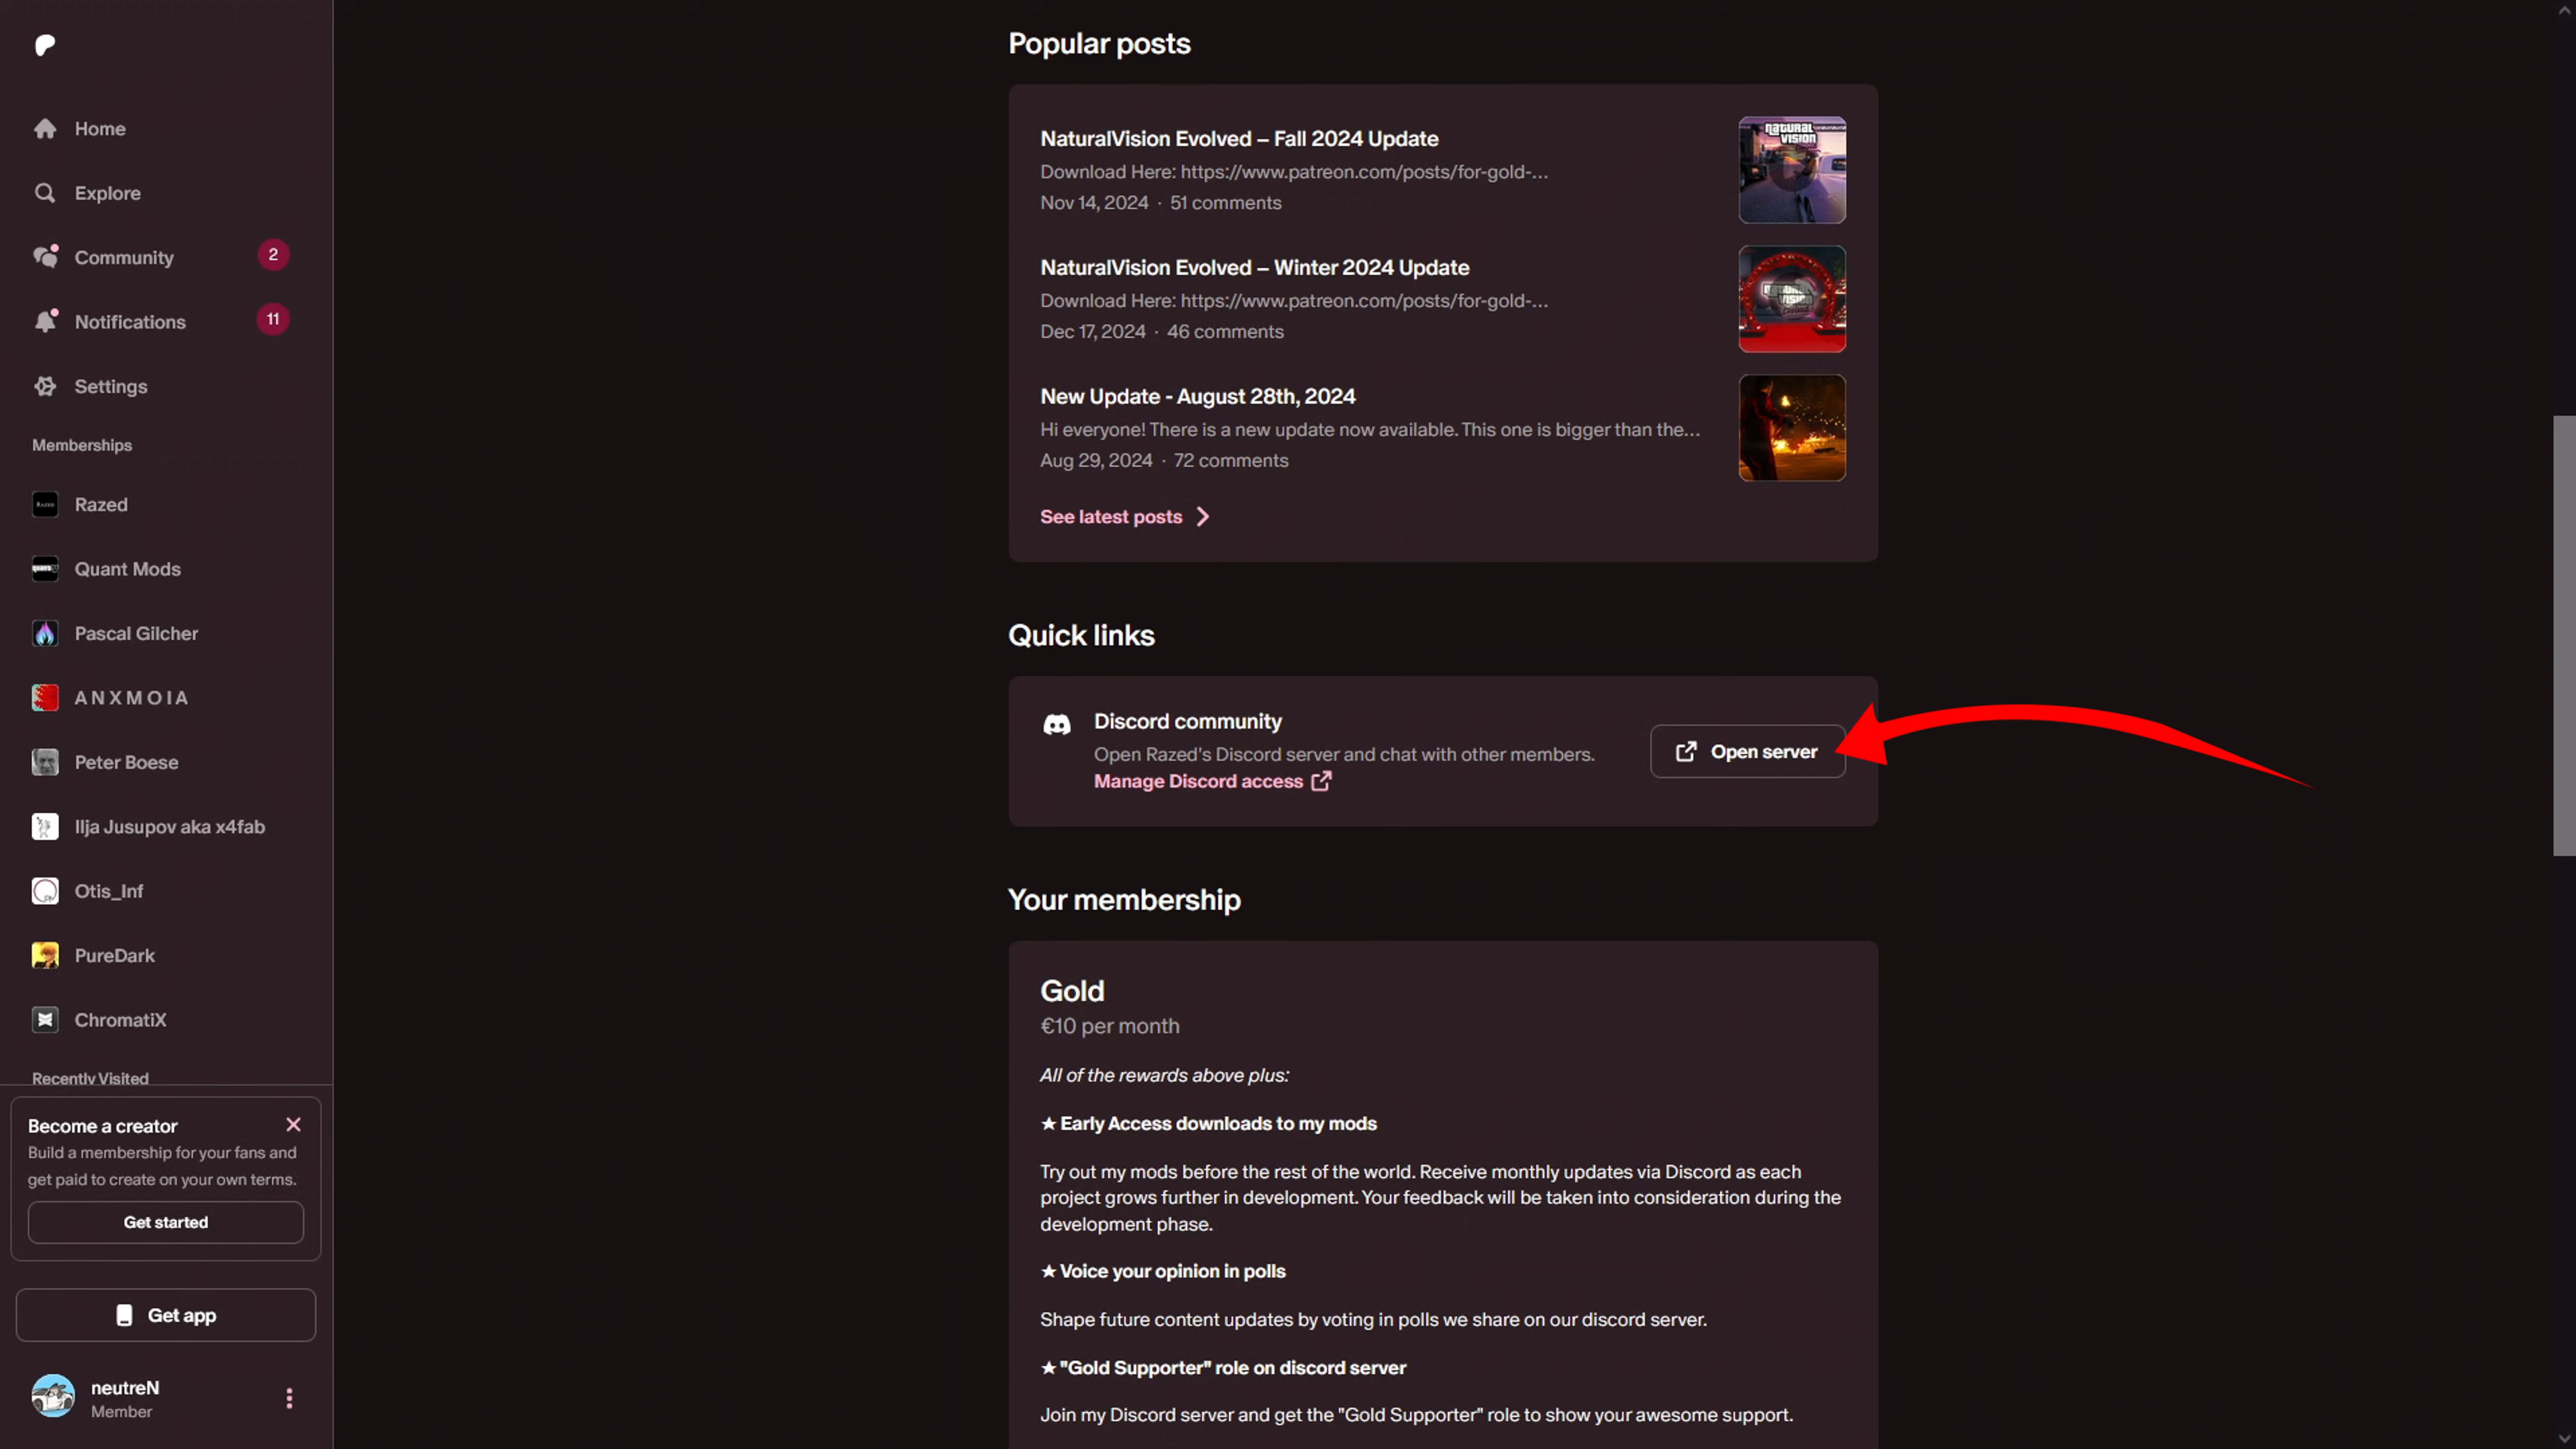 Home
Explore
Community
2
Notifications
11
Settings
Memberships
Razed
Quant Mods
Pascal Gilcher
A N X M O I A
Peter Boese
Ilja Jusupov aka x4fab
Otis_Inf
PureDark
ChromatiX
Recently Visited
Become a creator
Build a membership for your fans and
get paid to create on your own terms.
Get started
Get app
neutreN
Member
Popular posts
NaturalVision Evolved – Fall 2024 Update
Download Here: https://www.patreon.com/posts/for-gold-...
Nov 14, 2024 · 51 comments
NATURAL
VISION
NaturalVision Evolved – Winter 2024 Update
Download Here: https://www.patreon.com/posts/for-gold-...
Dec 17, 2024 · 46 comments
New Update - August 28th, 2024
Hi everyone! There is a new update now available. This one is bigger than the...
Aug 29, 2024 · 72 comments
See latest posts
Quick links
Discord community
Open Razed's Discord server and chat with other members.
Manage Discord access
Open server
Your membership
Gold
€10 per month
All of the rewards above plus:
★ Early Access downloads to my mods
Try out my mods before the rest of the world. Receive monthly updates via Discord as each
project grows further in development. Your feedback will be taken into consideration during the
development phase.
★ Voice your opinion in polls
Shape future content updates by voting in polls we share on our discord server.
★ "Gold Supporter" role on discord server
Join my Discord server and get the "Gold Supporter" role to show your awesome support.